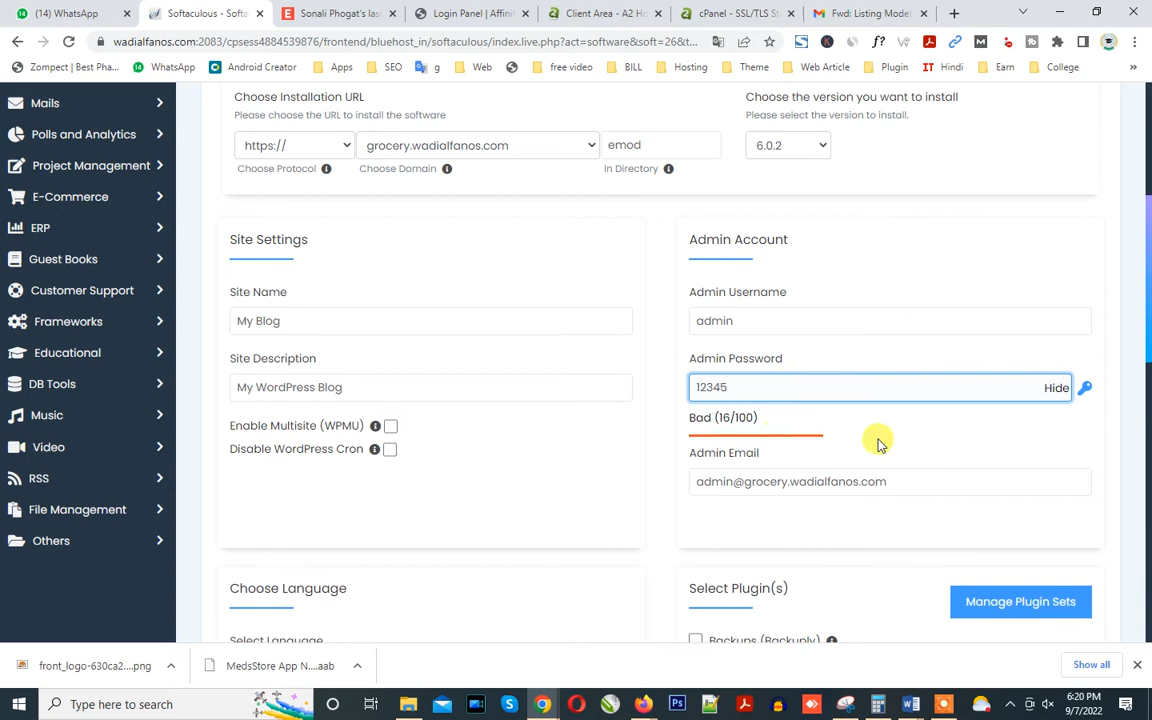 (14) WhatsApp
Softaculous - Softa
Sonali Phogat's last
Login Panel | Affinit
Client Area - A2 Ho
cPanel - SSL/TLS St
Fwd: Listing Model
wadialfanos.com:2083/cpsess4884539876/frontend/bluehost_in/softaculous/index.live.php?act=software&soft=26&t...
Zompect | Best Pha...
WhatsApp
Android Creator
Apps
SEO
g
Web
free video
BILL
Hosting
Theme
Web Article
Plugin
IT Hindi
Earn
College
»
Mails
Polls and Analytics
Project Management
E-Commerce
ERP
Guest Books
Customer Support
Frameworks
Educational
DB Tools
Music
Video
RSS
File Management
Others
Choose Installation URL
Please choose the URL to install the software
https://
grocery.wadialfanos.com
emod
Choose Protocol
Choose Domain
In Directory
Choose the version you want to install
Please select the version to install.
6.0.2
Site Settings
Site Name
My Blog
Site Description
My WordPress Blog
Enable Multisite (WPMU)
Disable WordPress Cron
Admin Account
Admin Username
admin
Admin Password
12345
Hide
Bad (16/100)
Admin Email
admin@grocery.wadialfanos.com
Choose Language
Select Language
Select Plugin(s)
Manage Plugin Sets
Backups (Backuply)
front_logo-630ca2....png
MedsStore App N....aab
Show all
Type here to search
6:20 PM
9/7/2022